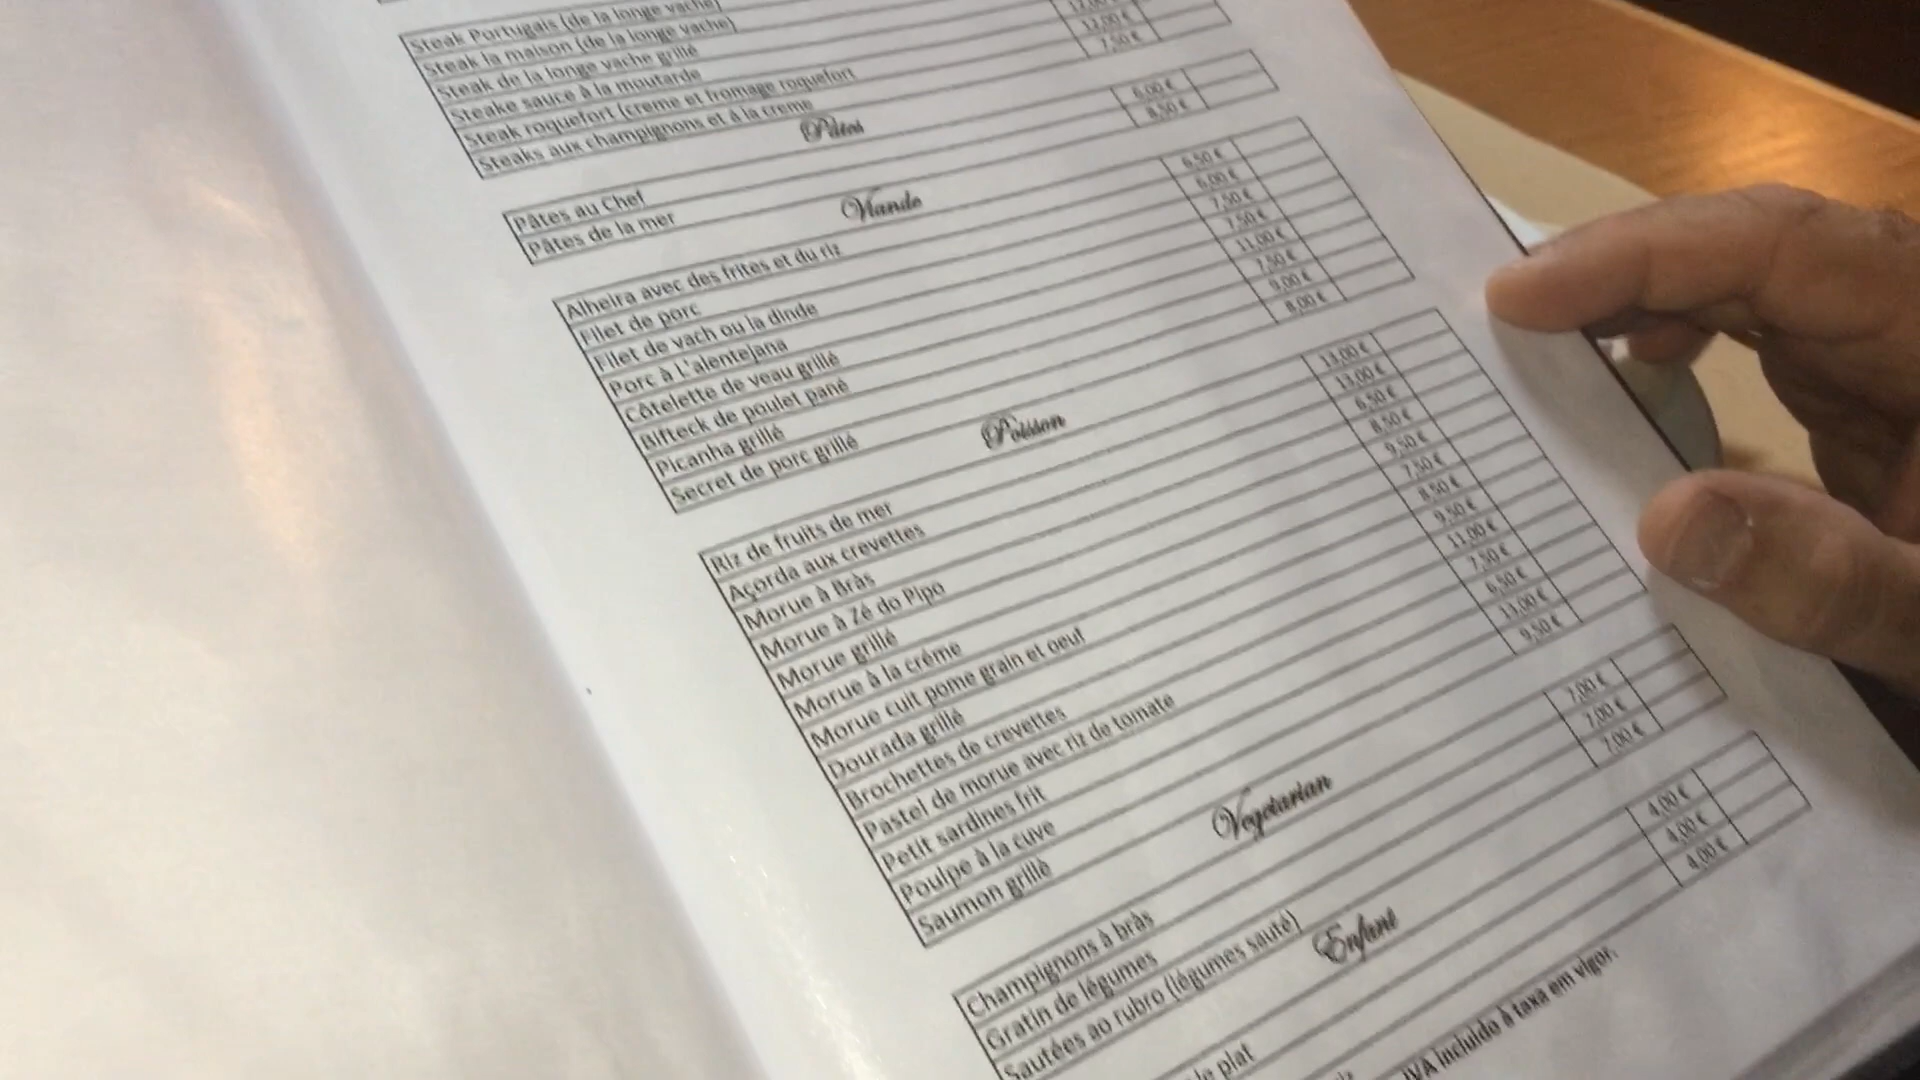 Steak Portugais (de la longe vache)
Steak la maison (de la longe vache)
Steak de la longe vache grillé
Steake sauce à la moutarde
Steak roquefort (creme et fromage roquefort 12,00 €
Steaks aux champignons et à la creme 7,50 €
Pâtes
Pâtes au Chef 6,00 €
Pâtes de la mer 8,50 €
Viande
Alheira avec des frites et du riz 6,50 €
Filet de porc 6,00 €
Filet de vach ou la dinde 7,50 €
Porc à L'alentejana 7,50 €
Côtelette de veau grillé 11,00 €
Bifteck de poulet pané 7,50 €
Picanha grillé 9,00 €
Secret de porc grillé 8,00 €
Poisson
Riz de fruits de mer 13,00 €
Açorda aux crevettes 13,00 €
Morue à Brás 6,50 €
Morue à Zé do Pipo 8,50 €
Morue grillé 9,50 €
Morue à la crème 7,50 €
Morue cuit pome grain et oeuf 8,50 €
Dourada grillé 9,50 €
Brochettes de crevettes 11,00 €
Pastel de morue avec riz de tomate 7,50 €
Petit sardines frit 6,50 €
Poulpe à la cuve 13,00 €
Saumon grillé 9,50 €
Vegetarian
Champignons à brás 7,00 €
Gratin de légumes 7,00 €
Sautées ao rubro (légumes sauté) 7,00 €
Enfant
4,00 €
le plat 4,00 €
4,00 €
IVA incluido à taxa em vigor.